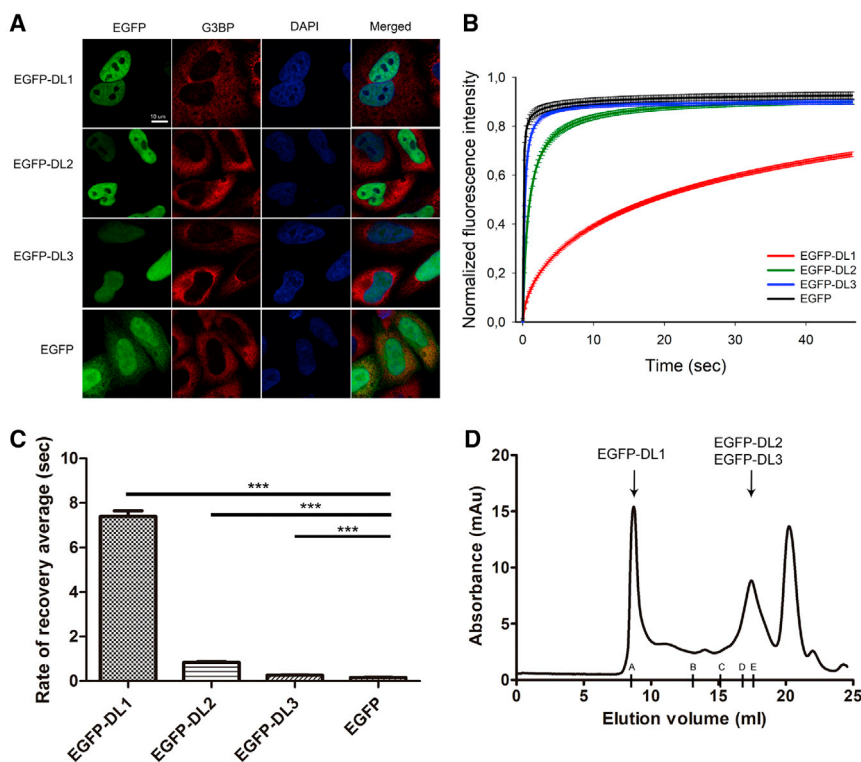 A
EGFP G3BP DAPI Merged
EGFP-DL1
10 um
EGFP-DL2
EGFP-DL3
EGFP
B
Normalized fluorescence intensity
1,0
0,8
0,6
0,4
0,2
0,0
EGFP-DL1
EGFP-DL2
EGFP-DL3
EGFP
0 10 20 30 40
Time (sec)
C
Rate of recovery average (sec)
10
8
6
4
2
0
***
***
***
EGFP-DL1 EGFP-DL2 EGFP-DL3 EGFP
D
EGFP-DL1
EGFP-DL2
EGFP-DL3
Absorbance (mAu)
20
15
10
5
0
A B C D E
0 5 10 15 20 25
Elution volume (ml)